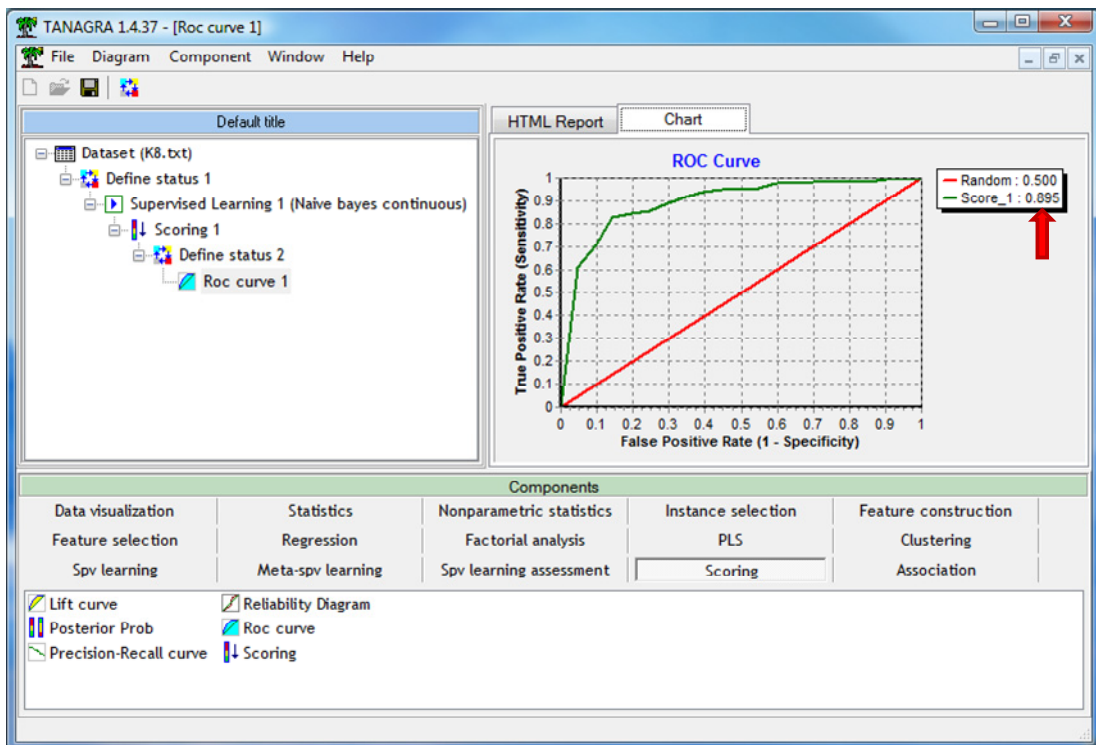 TANAGRA 1.4.37 - [Roc curve 1]
File Diagram Component Window Help
Default title
Dataset (K8.txt)
Define status 1
Supervised Learning 1 (Naive bayes continuous)
Scoring 1
Define status 2
Roc curve 1
HTML Report Chart
ROC Curve
True Positive Rate (Sensitivity)
1
0.9
0.8
0.7
0.6
0.5
0.4
0.3
0.2
0.1
0
0 0.1 0.2 0.3 0.4 0.5 0.6 0.7 0.8 0.9 1
False Positive Rate (1 - Specificity)
Random : 0.500
Score_1 : 0.895
Components
Data visualization Statistics Nonparametric statistics Instance selection Feature construction
Feature selection Regression Factorial analysis PLS Clustering
Spv learning Meta-spv learning Spv learning assessment Scoring Association
Lift curve Reliability Diagram
Posterior Prob Roc curve
Precision-Recall curve Scoring